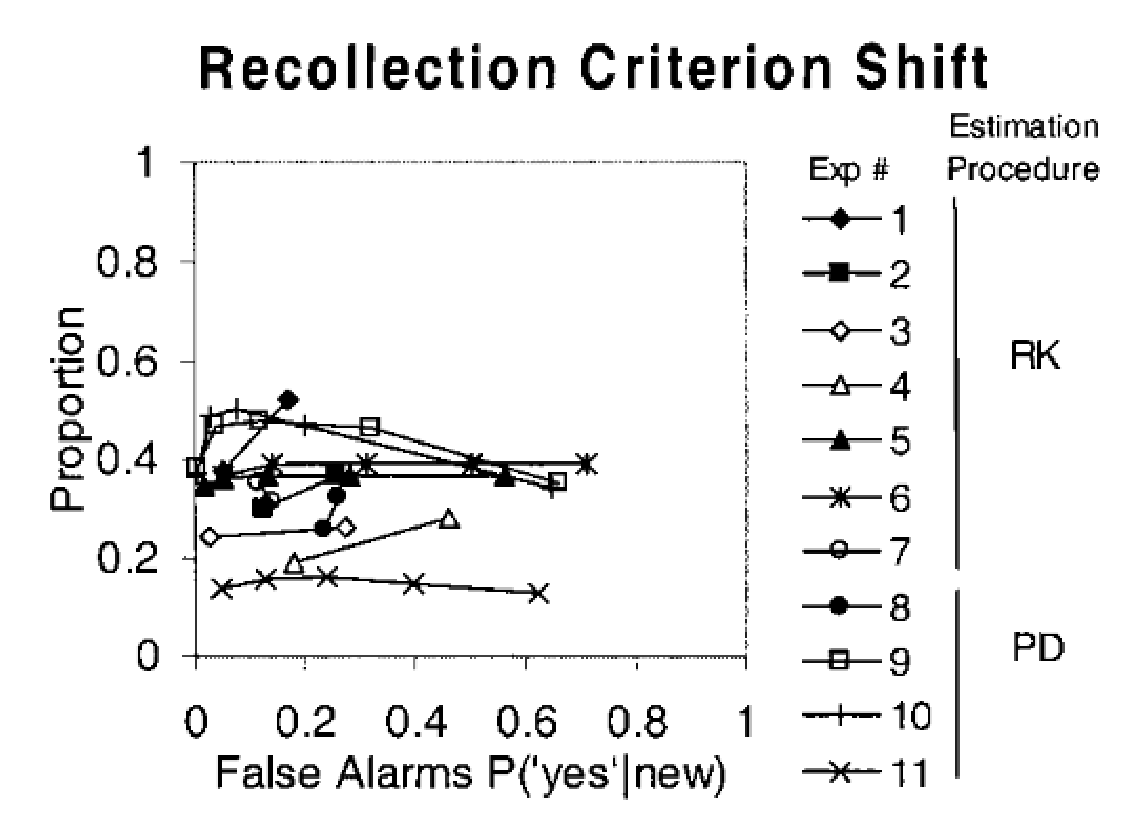 Recollection Criterion Shift
Estimation
Exp # Procedure
1
0.8
0.6
0.4
0.2
0
Proportion
0 0.2 0.4 0.6 0.8 1
False Alarms P('yes'|new)
1
2
3
4
5
6
7
8
9
10
11
RK
PD